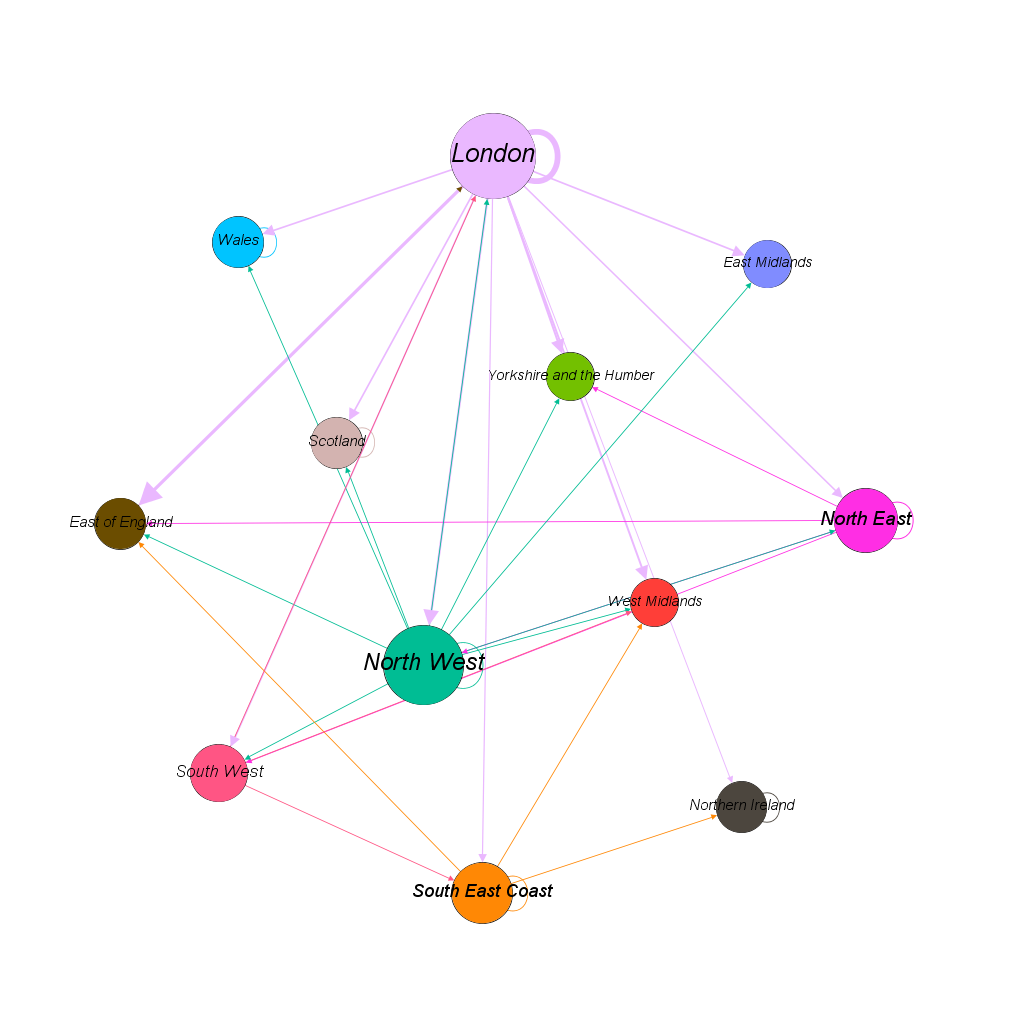 London
Wales
East Midlands
Yorkshire and the Humber
Scotland
East of England
North East
West Midlands
North West
South West
Northern Ireland
South East Coast